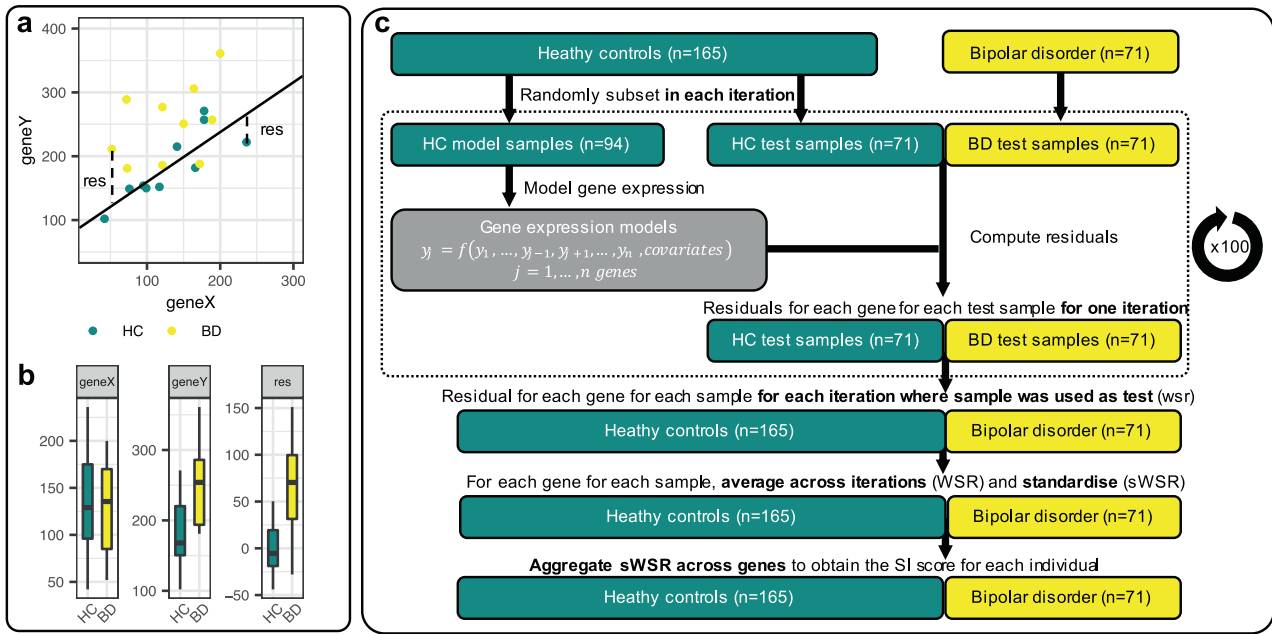 a
400
300
200
100
geneY
res
res
100
200
300
geneX
HC
BD
b
geneX
geneY
res
200
150
100
50
300
200
100
150
100
50
0
−50
HC
BD
HC
BD
HC
BD
c
Heathy controls (n=165)
Bipolar disorder (n=71)
Randomly subset in each iteration
HC model samples (n=94)
HC test samples (n=71)
BD test samples (n=71)
Model gene expression
Gene expression models
yⱼ = f(y₁, …, yⱼ₋₁, yⱼ₊₁, …, yₙ, covariates)
j = 1, … , n genes
Compute residuals
x100
Residuals for each gene for each test sample for one iteration
HC test samples (n=71)
BD test samples (n=71)
Residual for each gene for each sample for each iteration where sample was used as test (wsr)
Heathy controls (n=165)
Bipolar disorder (n=71)
For each gene for each sample, average across iterations (WSR) and standardise (sWSR)
Heathy controls (n=165)
Bipolar disorder (n=71)
Aggregate sWSR across genes to obtain the SI score for each individual
Heathy controls (n=165)
Bipolar disorder (n=71)